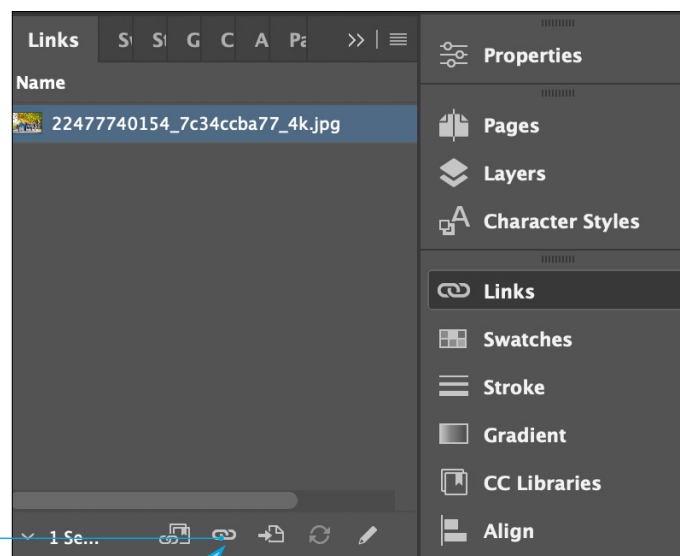 Links S St G C A Pa
Name
22477740154_7c34ccba77_4k.jpg
1 Se...
Properties
Pages
Layers
Character Styles
Links
Swatches
Stroke
Gradient
CC Libraries
Align